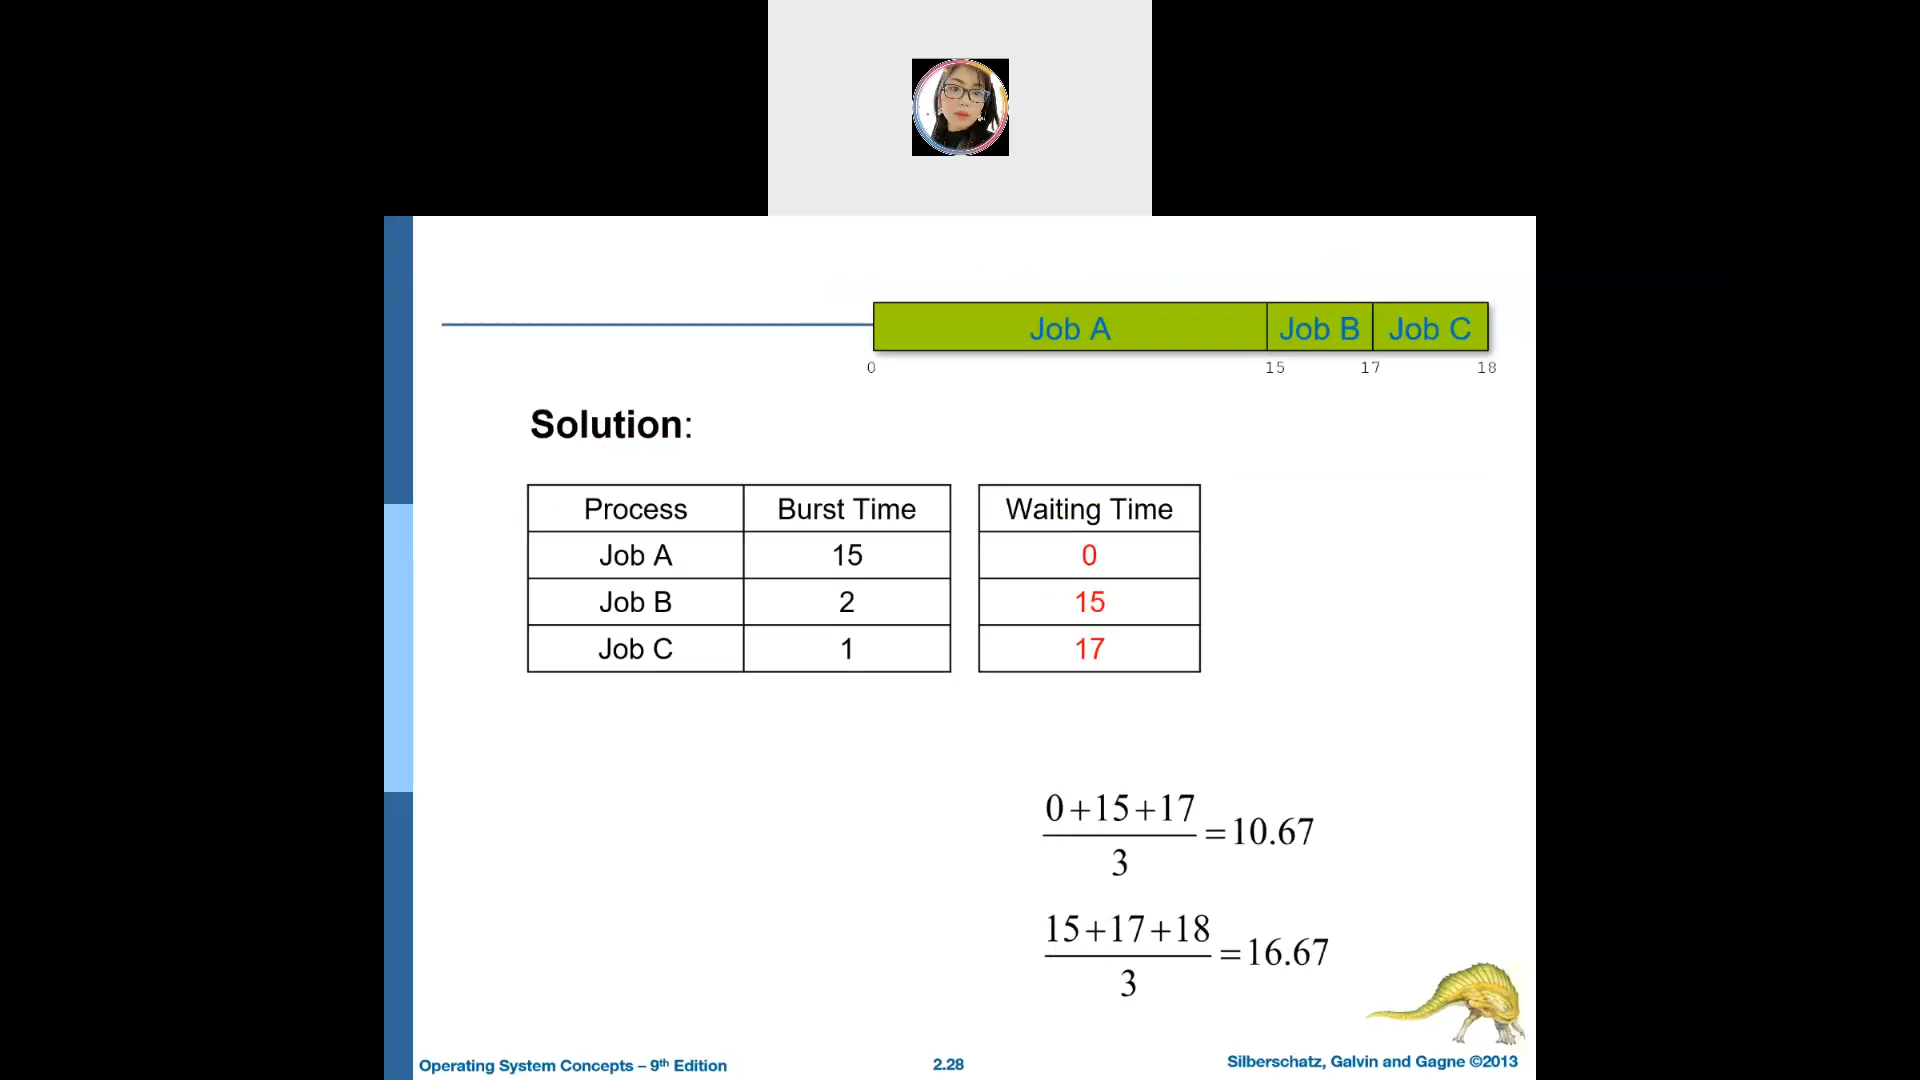 Job A Job B Job C
0 15 17 18
Solution:
Process Burst Time Waiting Time
Job A 15 0
Job B 2 15
Job C 1 17
0+15+17
3
=10.67
15+17+18
3
=16.67
Operating System Concepts – 9th Edition 2.28 Silberschatz, Galvin and Gagne ©2013